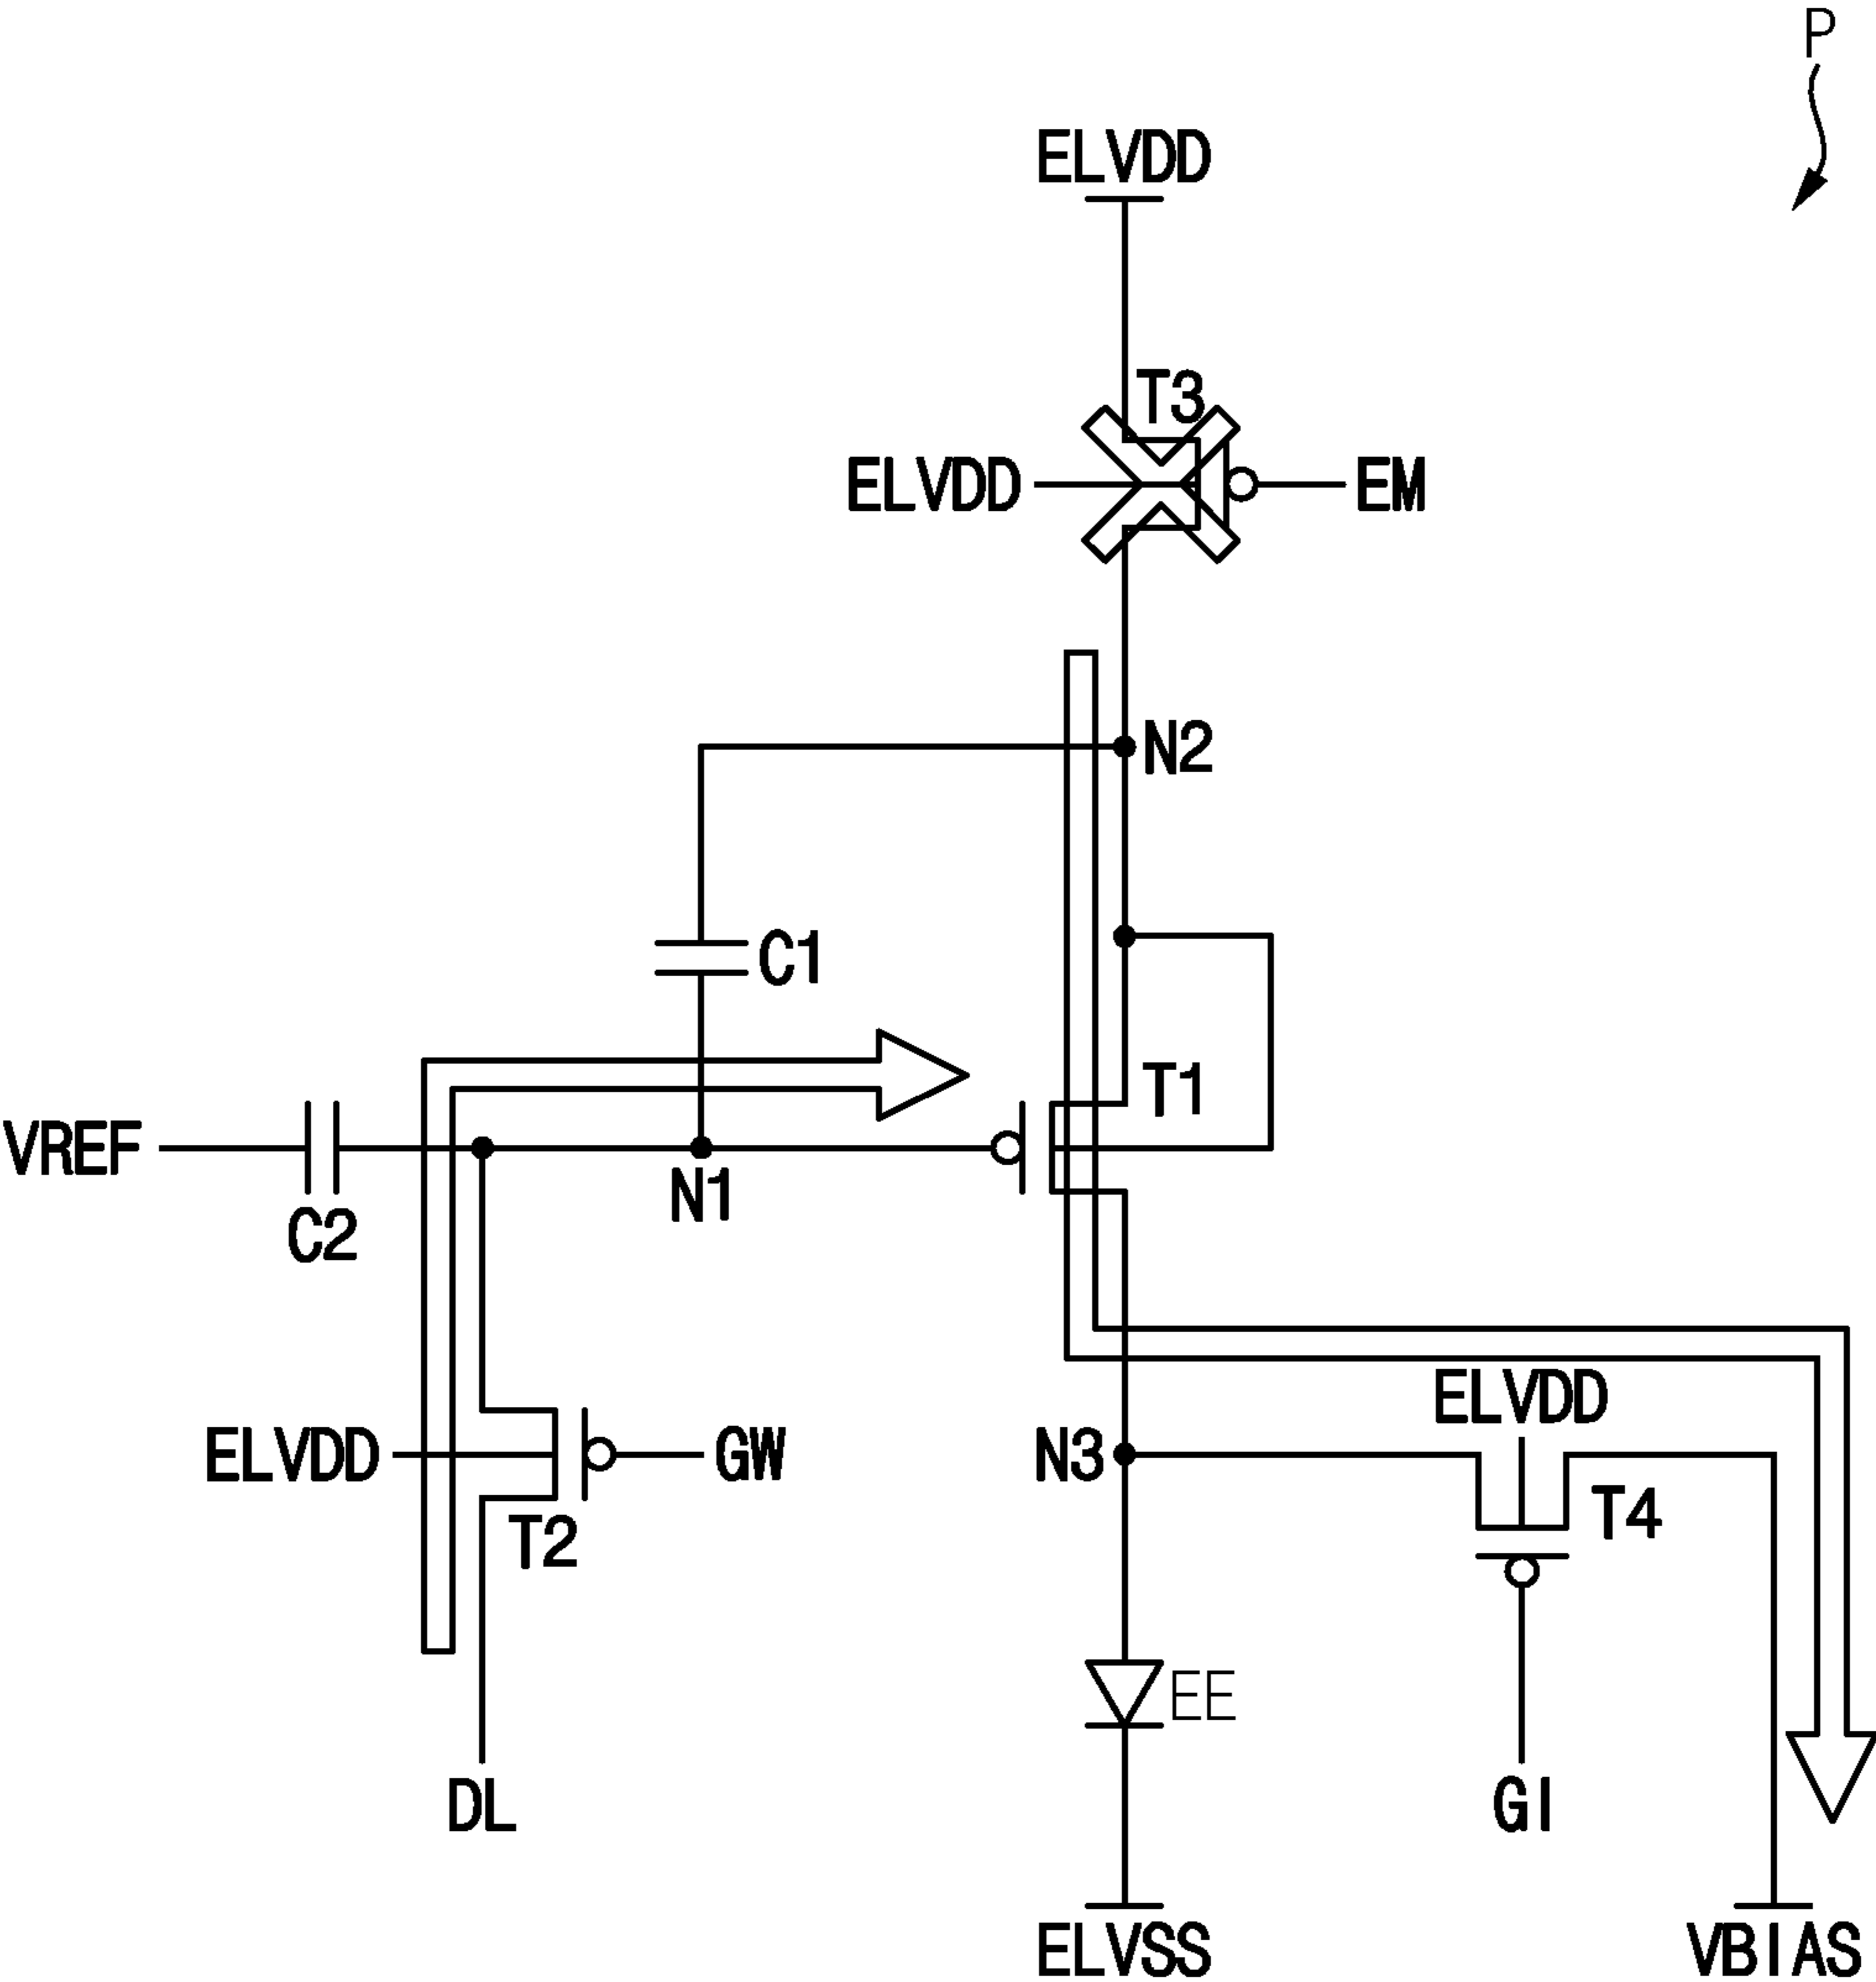 P
ELVDD
T3
ELVDD
EM
N2
C1
T1
VREF
N1
C2
ELVDD
ELVDD
GW
N3
T4
T2
EE
DL
GI
ELVSS
VBIAS